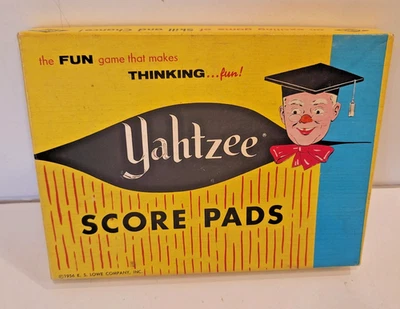 the FUN game that makes
THINKING...fun!
Yahtzee®
SCORE PADS
©1956 E. S. LOWE COMPANY, INC.